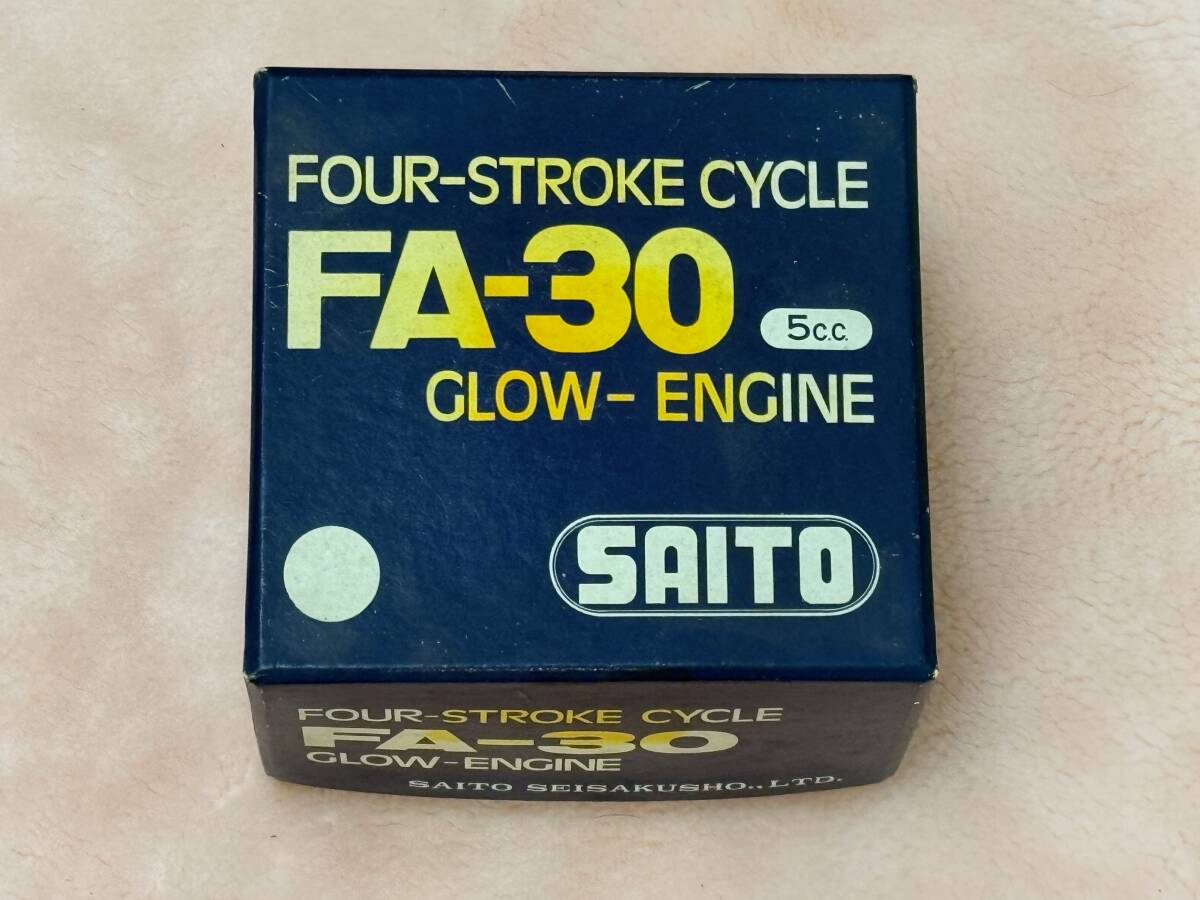 FOUR-STROKE CYCLE
FA-30
5c.c.
GLOW- ENGINE
SAITO
FOUR-STROKE CYCLE
FA-30
GLOW-ENGINE
SAITO SEISAKUSHO., LTD.